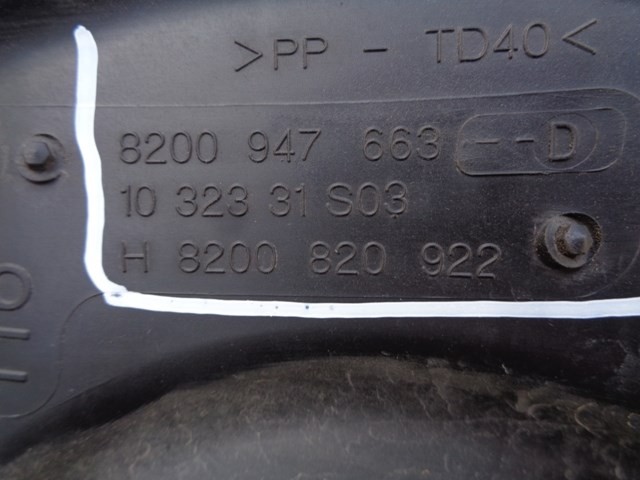 >PP - TD40<
8200 947 663 --D
10 323 31 S03
H 8200 820 922